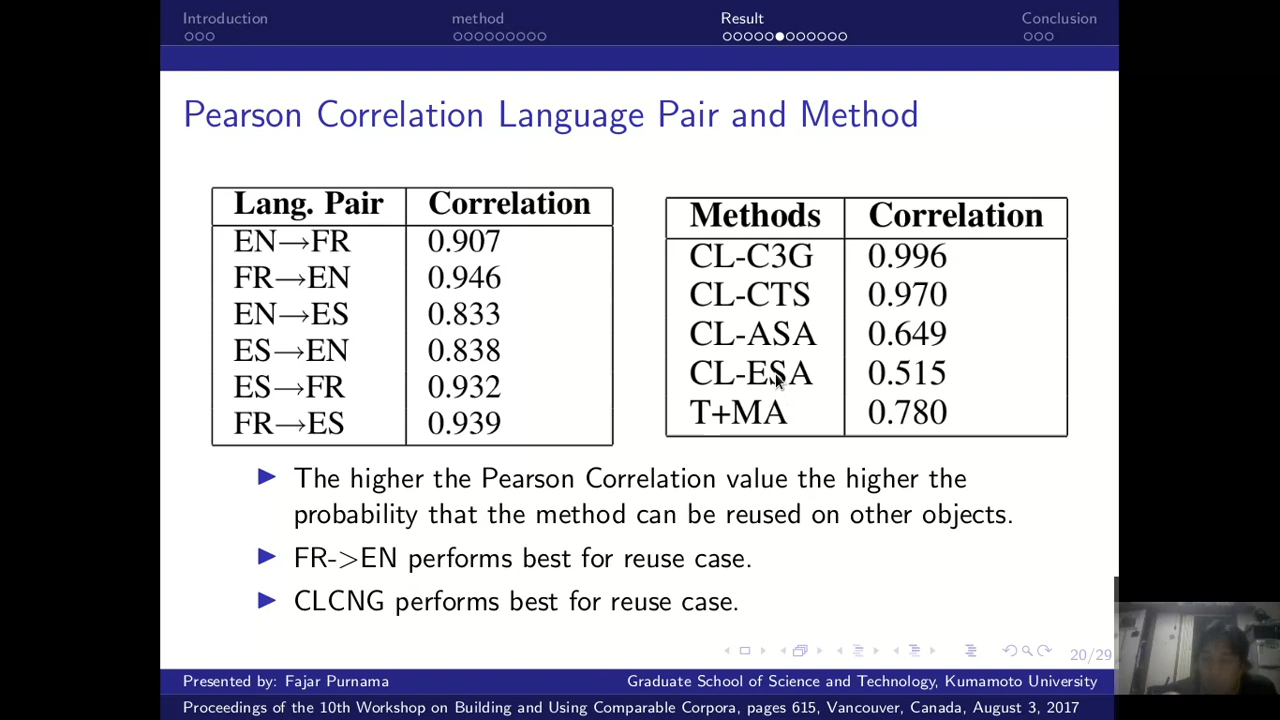 Introduction method Result Conclusion
Pearson Correlation Language Pair and Method
Lang. Pair Correlation
EN→FR 0.907
FR→EN 0.946
EN→ES 0.833
ES→EN 0.838
ES→FR 0.932
FR→ES 0.939
Methods Correlation
CL-C3G 0.996
CL-CTS 0.970
CL-ASA 0.649
CL-ESA 0.515
T+MA 0.780
The higher the Pearson Correlation value the higher the
probability that the method can be reused on other objects.
FR->EN performs best for reuse case.
CLCNG performs best for reuse case.
20/29
Presented by: Fajar Purnama Graduate School of Science and Technology, Kumamoto University
Proceedings of the 10th Workshop on Building and Using Comparable Corpora, pages 615, Vancouver, Canada, August 3, 2017